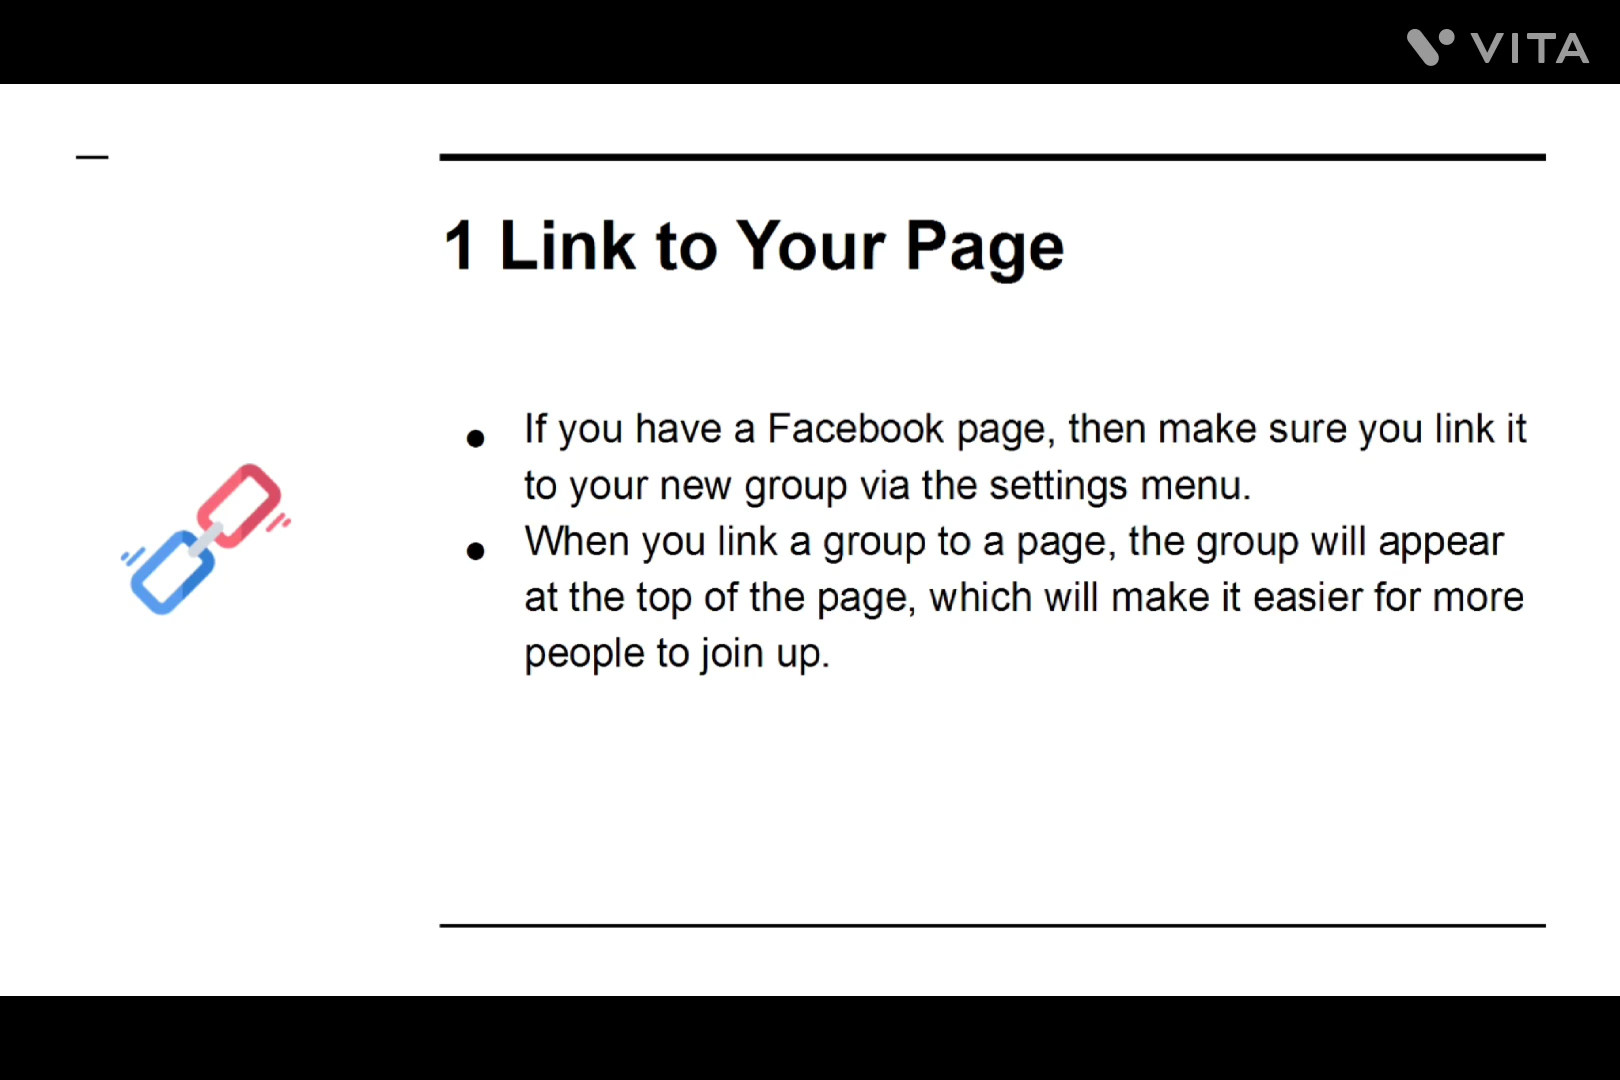 VITA
1 Link to Your Page
● If you have a Facebook page, then make sure you link it
to your new group via the settings menu.
● When you link a group to a page, the group will appear
at the top of the page, which will make it easier for more
people to join up.